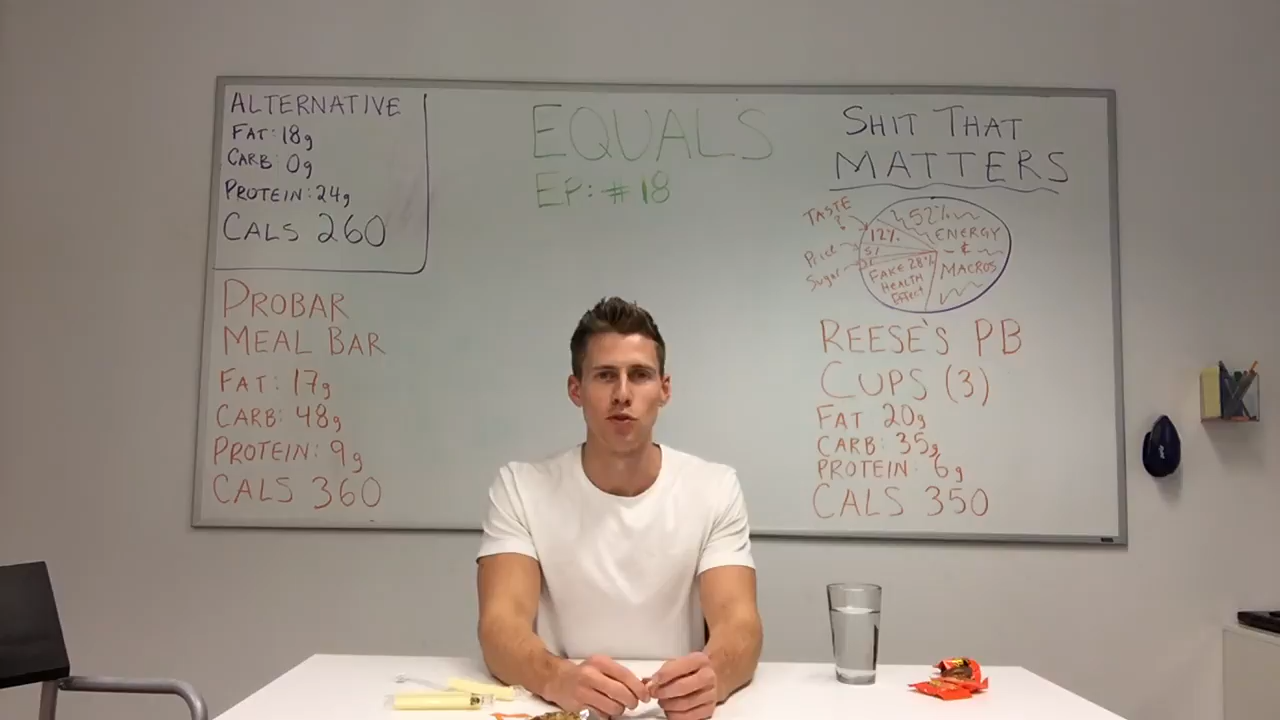 ALTERNATIVE
FAT: 18g
CARB: 0g
PROTEIN: 24g
CALS 260
PROBAR
MEAL BAR
FAT: 17g
CARB: 48g
PROTEIN: 9g
CALS 360
EQUALS
EP: #18
SHIT THAT
MATTERS
TASTE
12%
52%
ENERGY
&
MACROS
Price
5%
Sugar
FAKE 28%
HEALTH
EFFECT
REESE'S PB
CUPS (3)
FAT 20g
CARB: 35g
PROTEIN: 6g
CALS 350